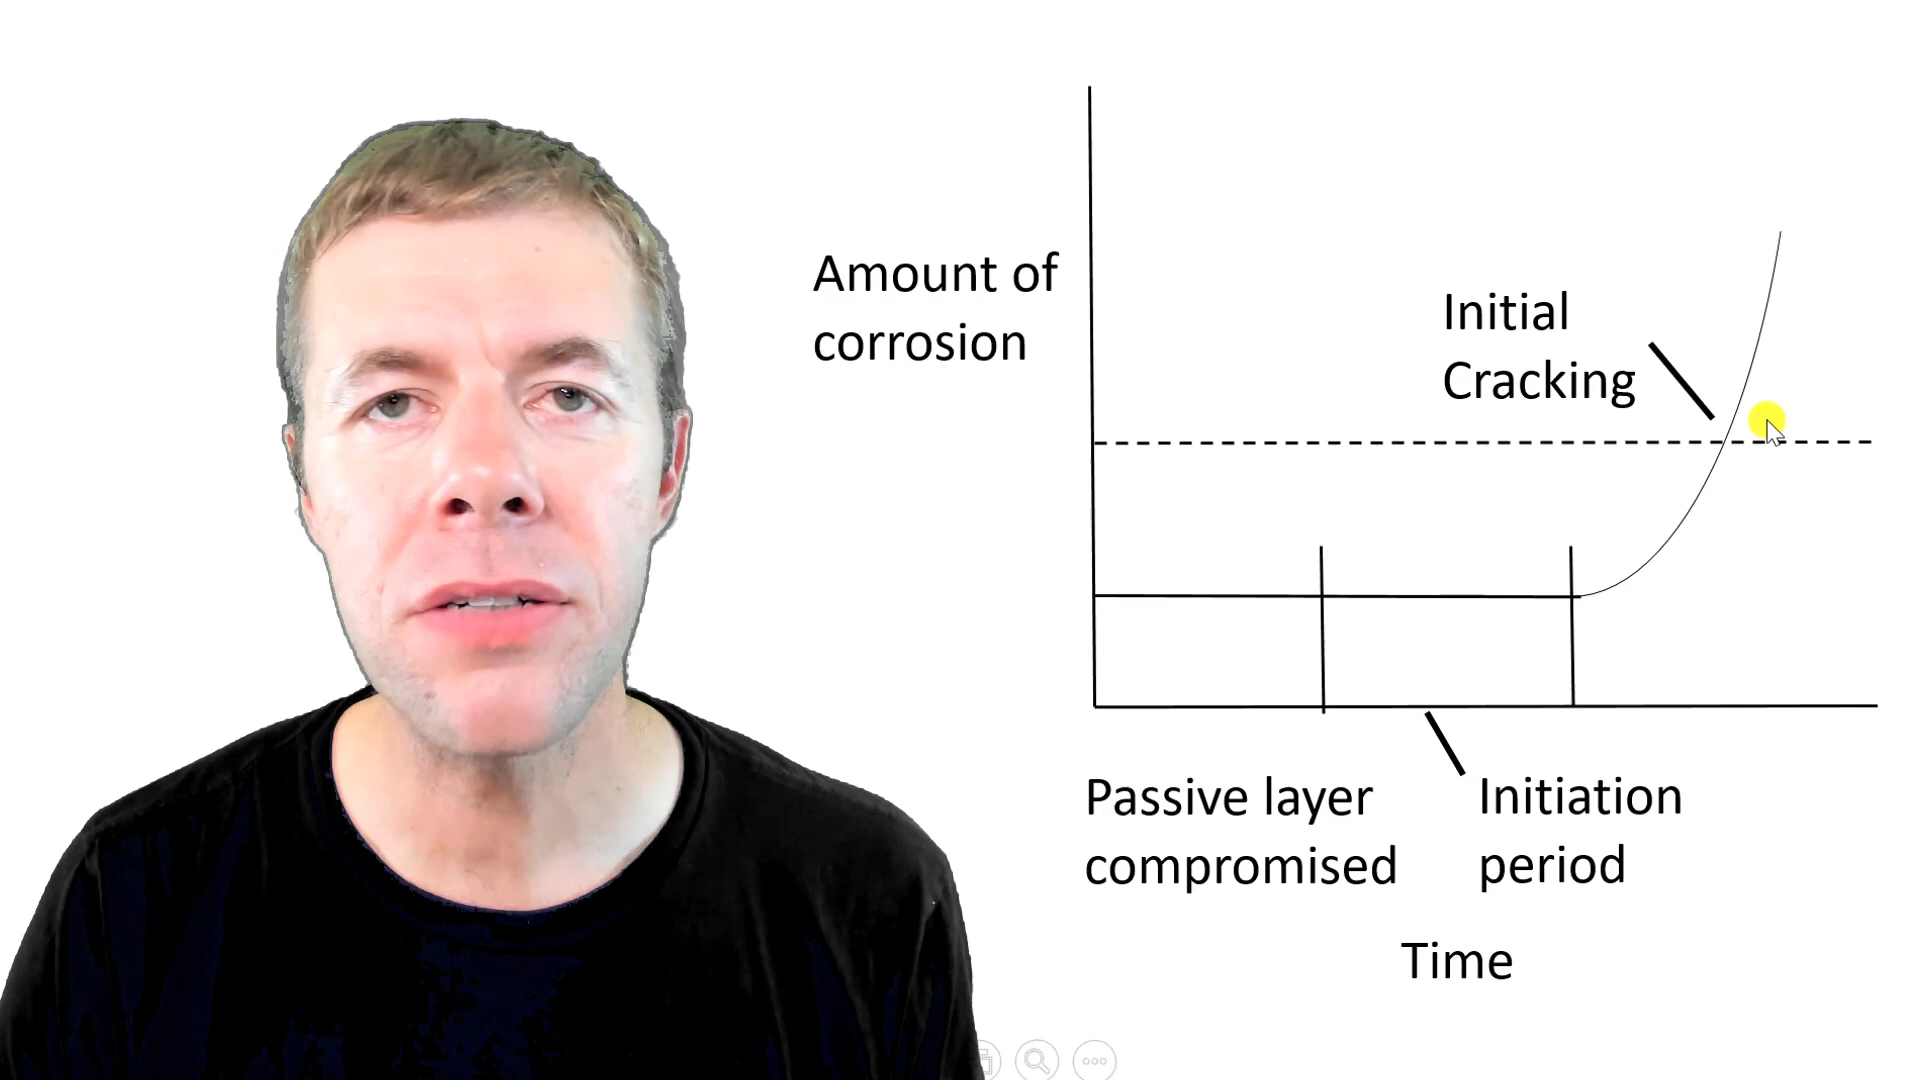 Amount of
corrosion
Initial
Cracking
Passive layer
compromised
Initiation
period
Time